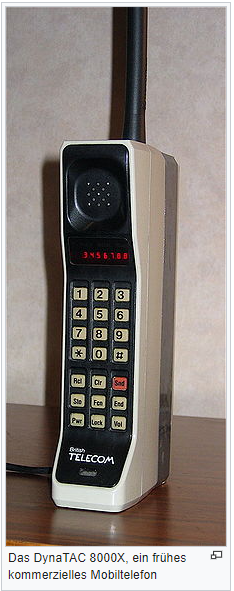 3456788
1 2 3
4 5 6
7 8 9
* 0 #
Rcl Clr Snd
Sto Fcn End
Pwr Lock Vol
British
TELECOM
Das DynaTAC 8000X, ein frühes
kommerzielles Mobiltelefon